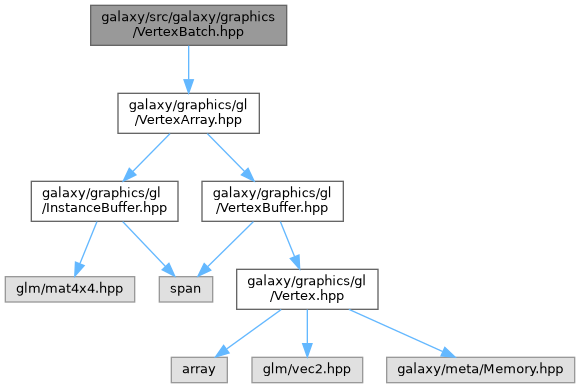 galaxy/src/galaxy/graphics
/VertexBatch.hpp
galaxy/graphics/gl
/VertexArray.hpp
galaxy/graphics/gl
/InstanceBuffer.hpp
galaxy/graphics/gl
/VertexBuffer.hpp
glm/mat4x4.hpp
span
galaxy/graphics/gl
/Vertex.hpp
array
glm/vec2.hpp
galaxy/meta/Memory.hpp